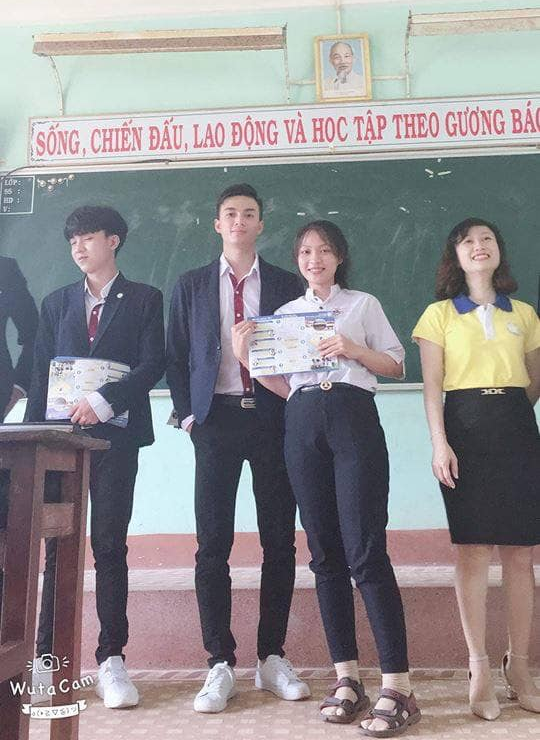 SỐNG, CHIẾN ĐẤU, LAO ĐỘNG VÀ HỌC TẬP THEO GƯƠNG BÁC
LỚP:
SS :
HD :
V:
WutaCam